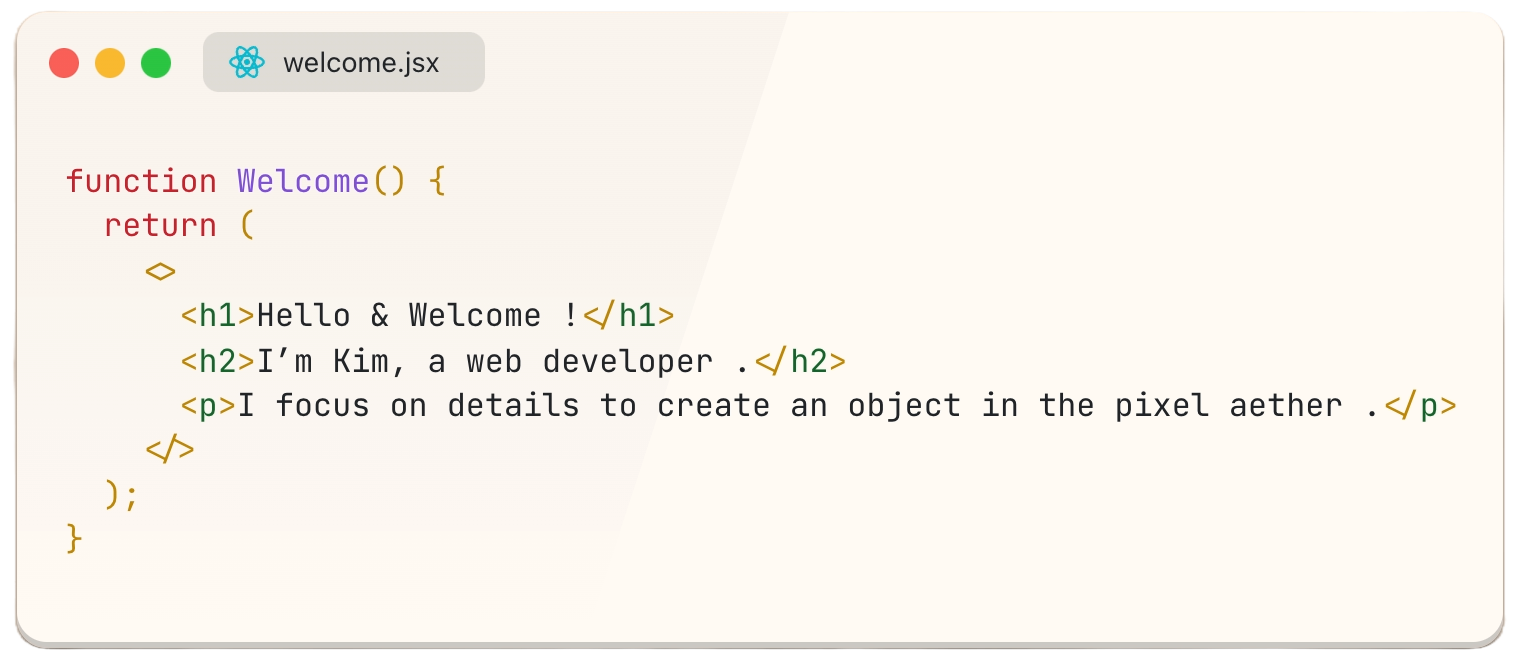 welcome.jsx
function Welcome() {
  return (
    <>
      <h1>Hello & Welcome !</h1>
      <h2>I’m Kim, a web developer .</h2>
      <p>I focus on details to create an object in the pixel aether .</p>
    </>
  );
}